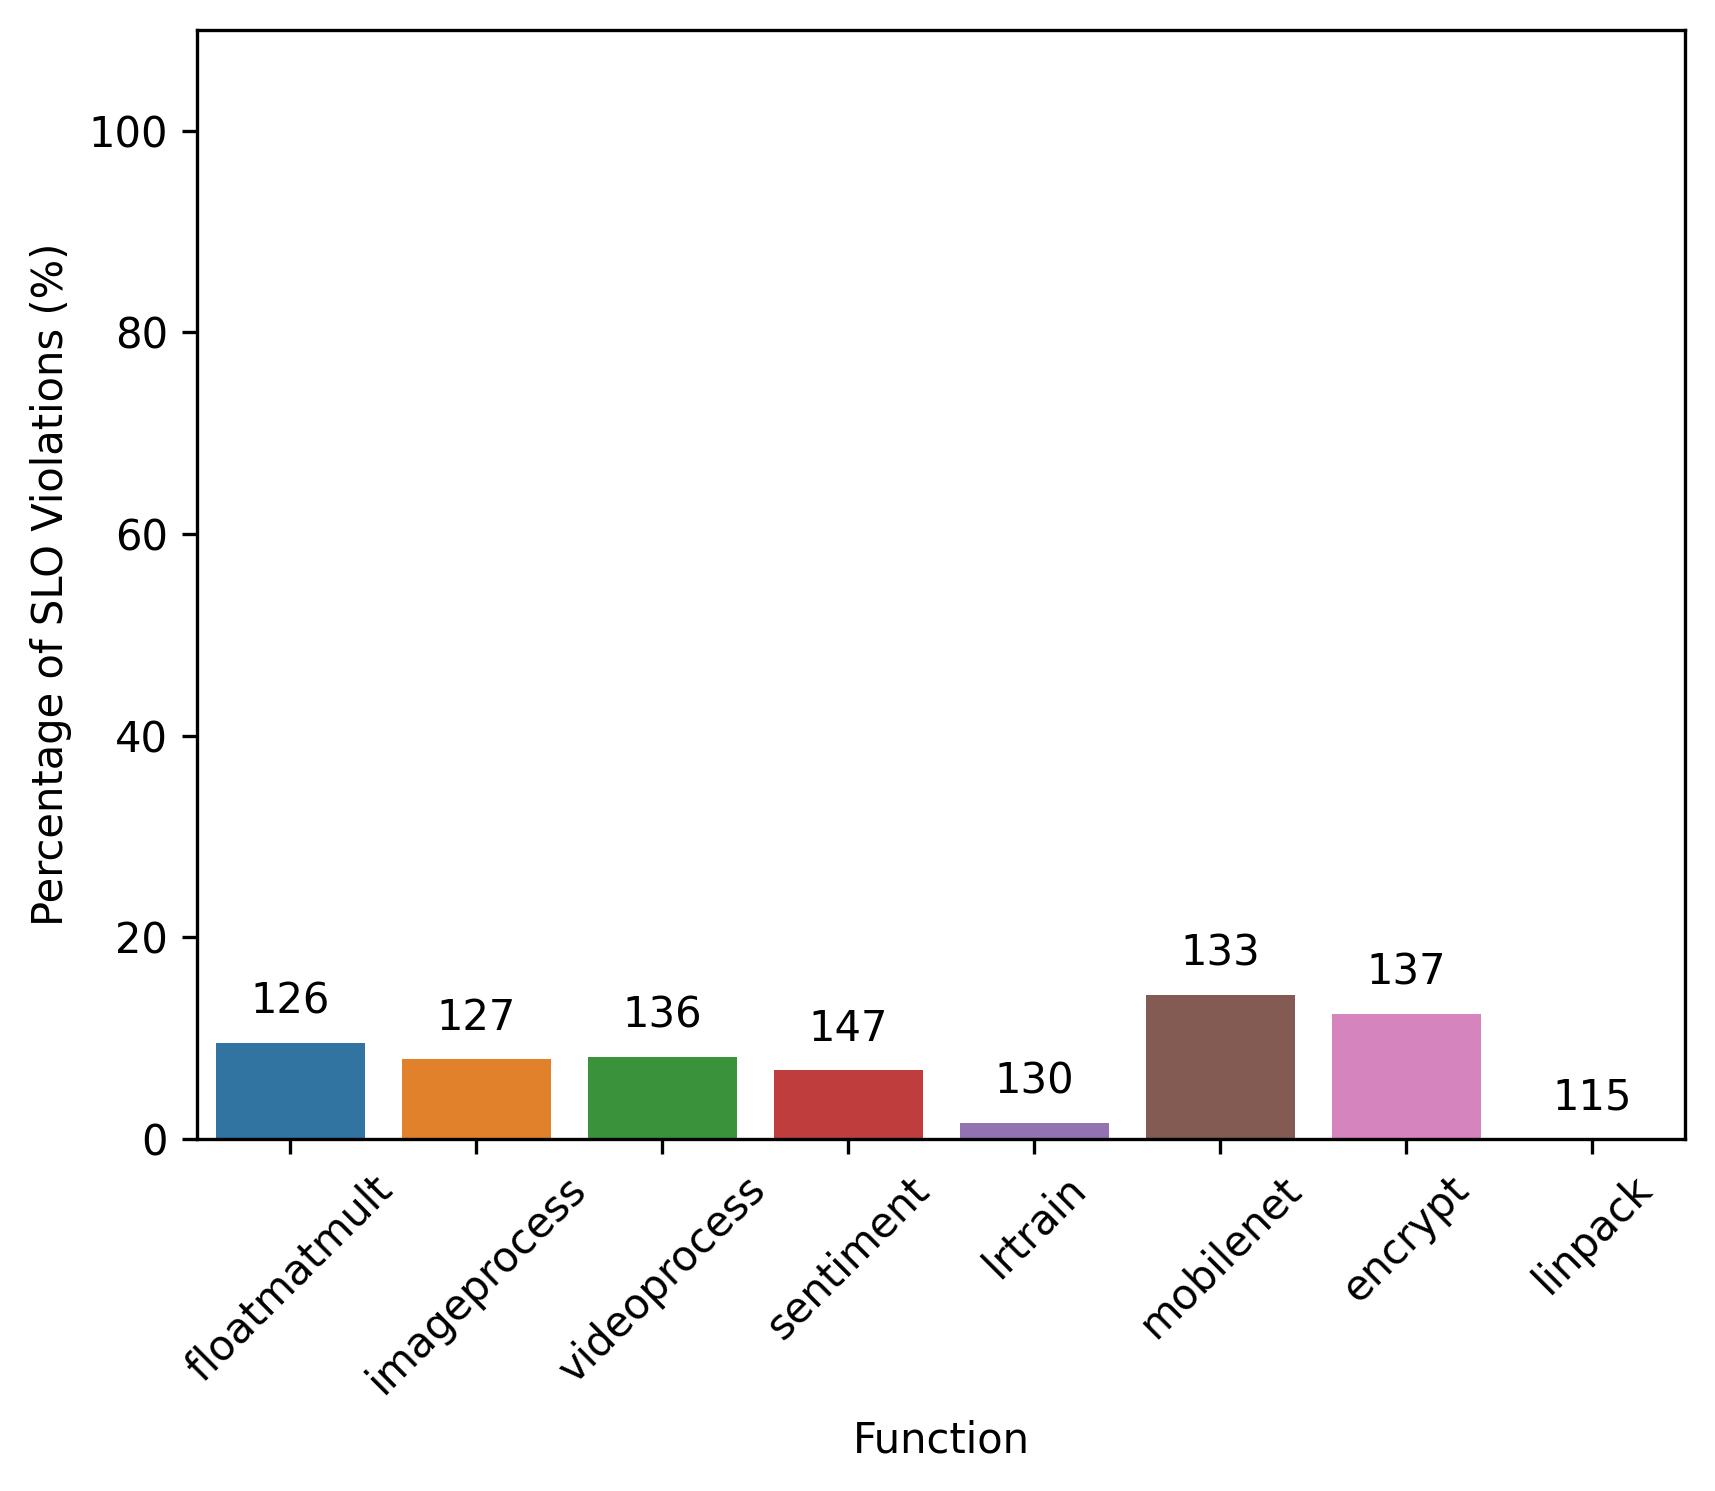 Percentage of SLO Violations (%)
100
80
60
40
20
0
126
127
136
147
130
133
137
115
floatmatmult
imageprocess
videoprocess
sentiment
lrtrain
mobilenet
encrypt
linpack
Function